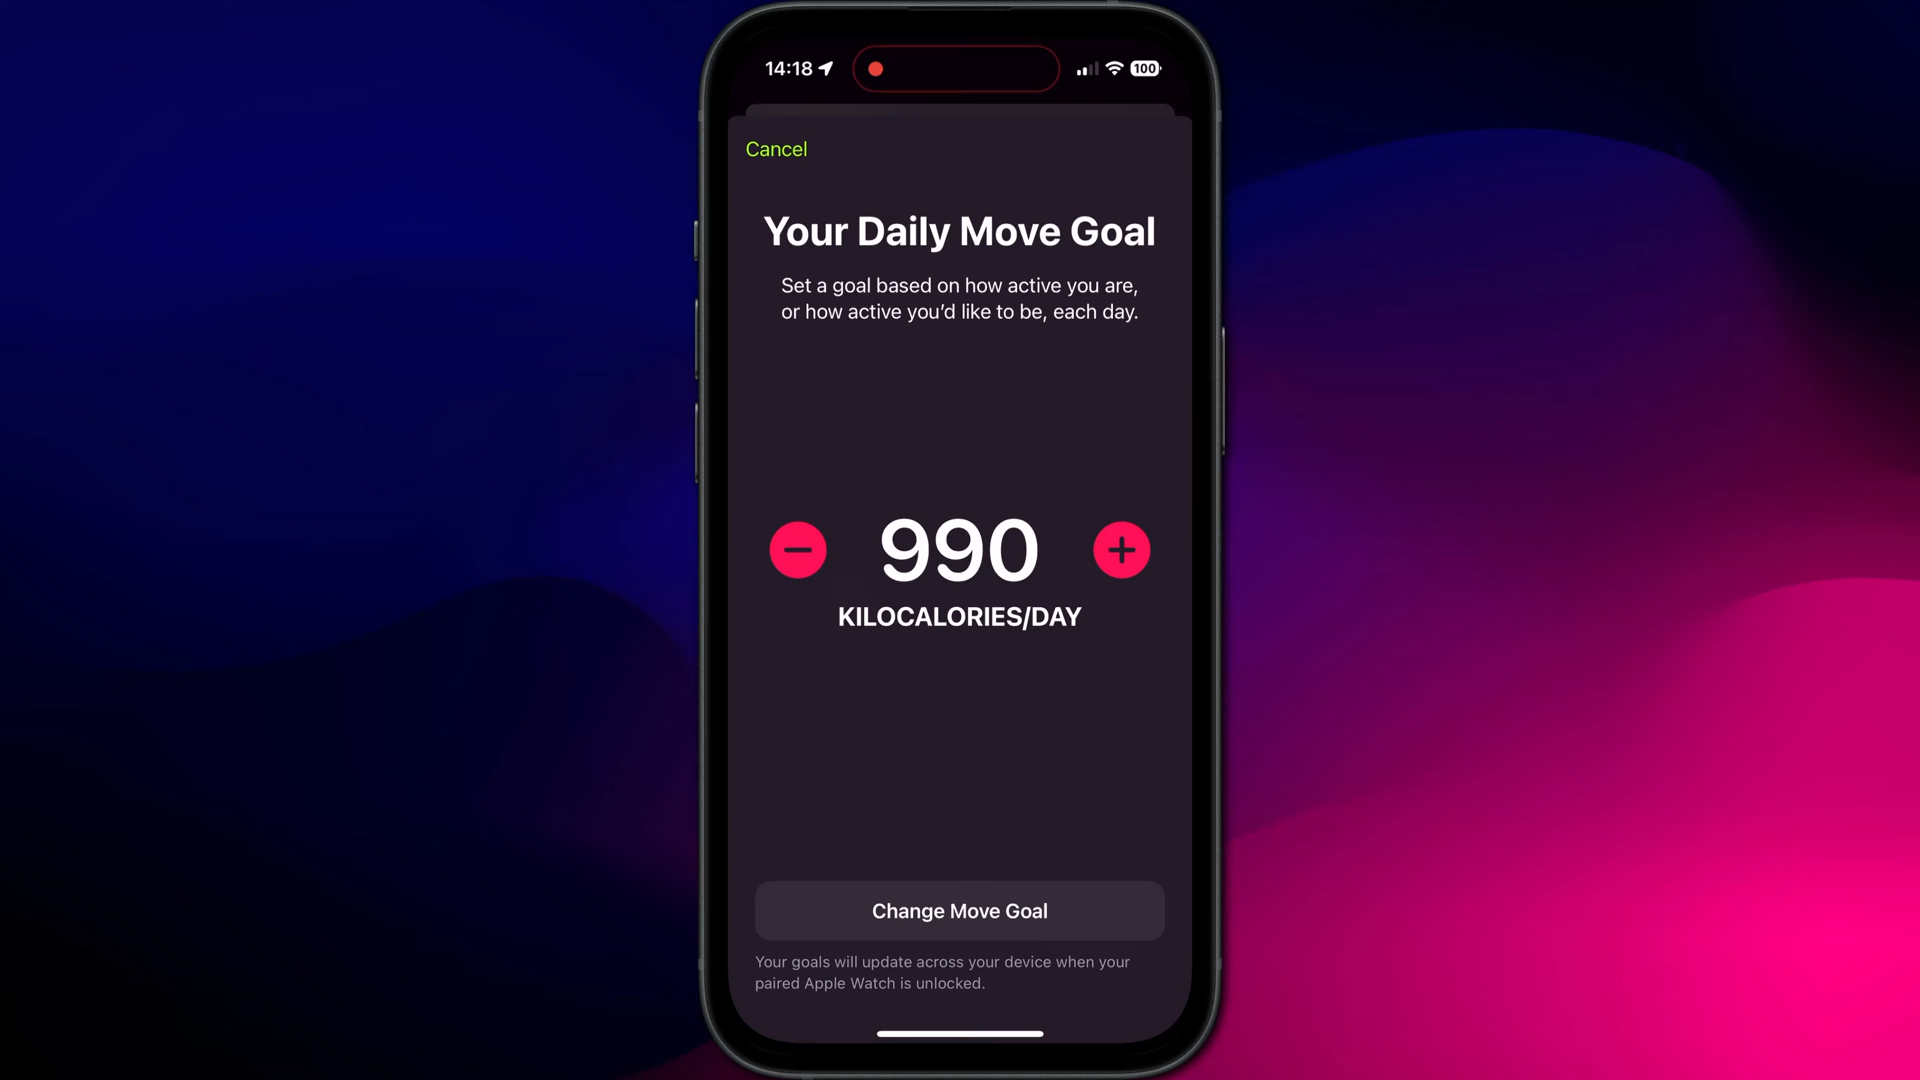 14:18
100
Cancel
Your Daily Move Goal
Set a goal based on how active you are,
or how active you’d like to be, each day.
990
KILOCALORIES/DAY
Change Move Goal
Your goals will update across your device when your
paired Apple Watch is unlocked.